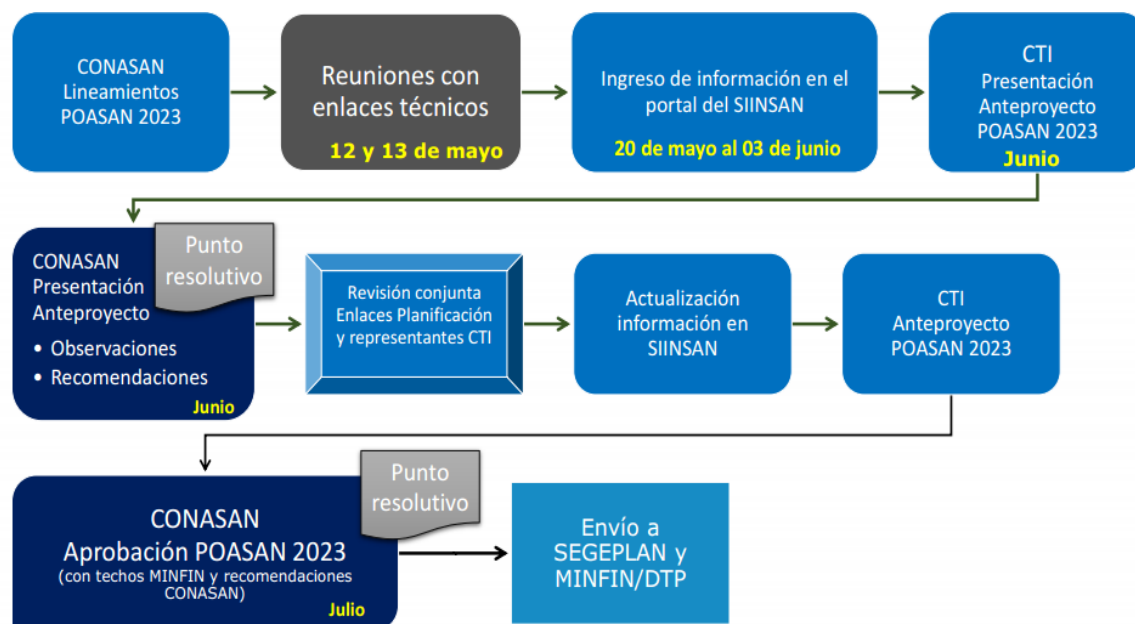 CONASAN
Lineamientos
POASAN 2023
Reuniones con
enlaces técnicos
12 y 13 de mayo
Ingreso de información en el
portal del SIINSAN
20 de mayo al 03 de junio
CTI
Presentación
Anteproyecto
POASAN 2023
Junio
Punto
resolutivo
CONASAN
Presentación
Anteproyecto
• Observaciones
• Recomendaciones
Junio
Revisión conjunta
Enlaces Planificación
y representantes CTI
Actualización
información en
SIINSAN
CTI
Anteproyecto
POASAN 2023
Punto
resolutivo
CONASAN
Aprobación POASAN 2023
(con techos MINFIN y recomendaciones
CONASAN)
Julio
Envío a
SEGEPLAN y
MINFIN/DTP